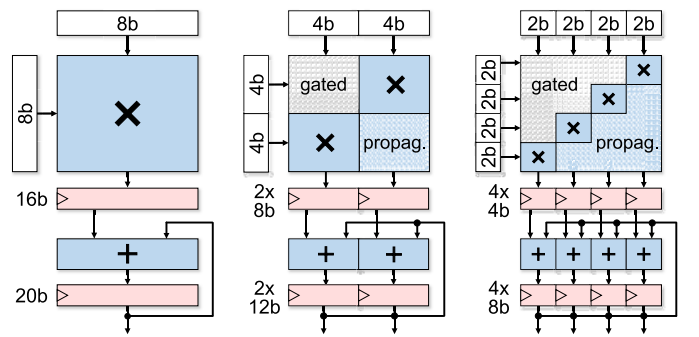 8b
8b
×
16b
+
20b
4b 4b
4b
4b
gated
×
×
propag.
2x
8b
+ +
2x
12b
2b 2b 2b 2b
2b
2b
2b
2b
gated
×
×
×
×
propag.
4x
4b
+ + + +
4x
8b